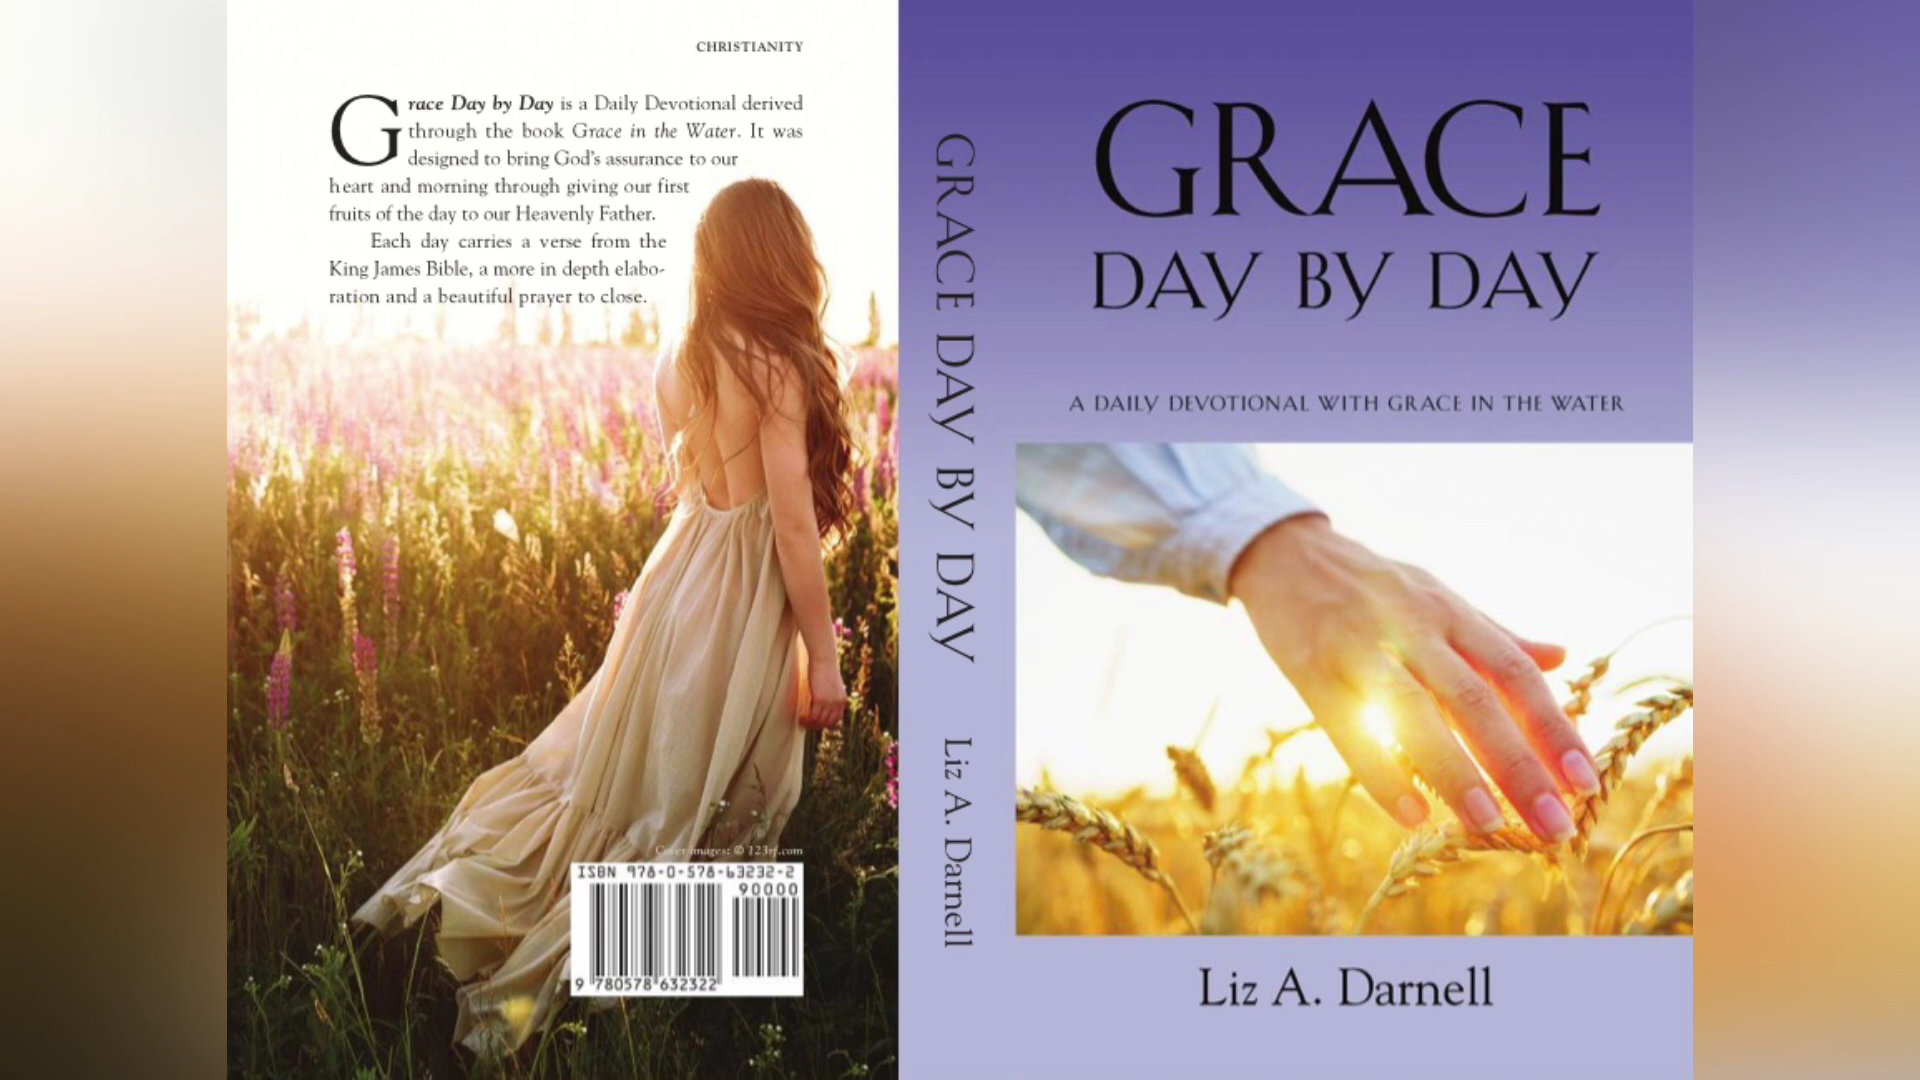 CHRISTIANITY
Grace Day by Day is a Daily Devotional derived
through the book Grace in the Water. It was
designed to bring God's assurance to our
heart and morning through giving our first
fruits of the day to our Heavenly Father.
Each day carries a verse from the
King James Bible, a more in depth elabo-
ration and a beautiful prayer to close.
Cover images: © 123rf.com
ISBN 978-0-578-63232-2
90000
9 780578 632322
GRACE DAY BY DAY Liz A. Darnell
GRACE
DAY BY DAY
A DAILY DEVOTIONAL WITH GRACE IN THE WATER
Liz A. Darnell